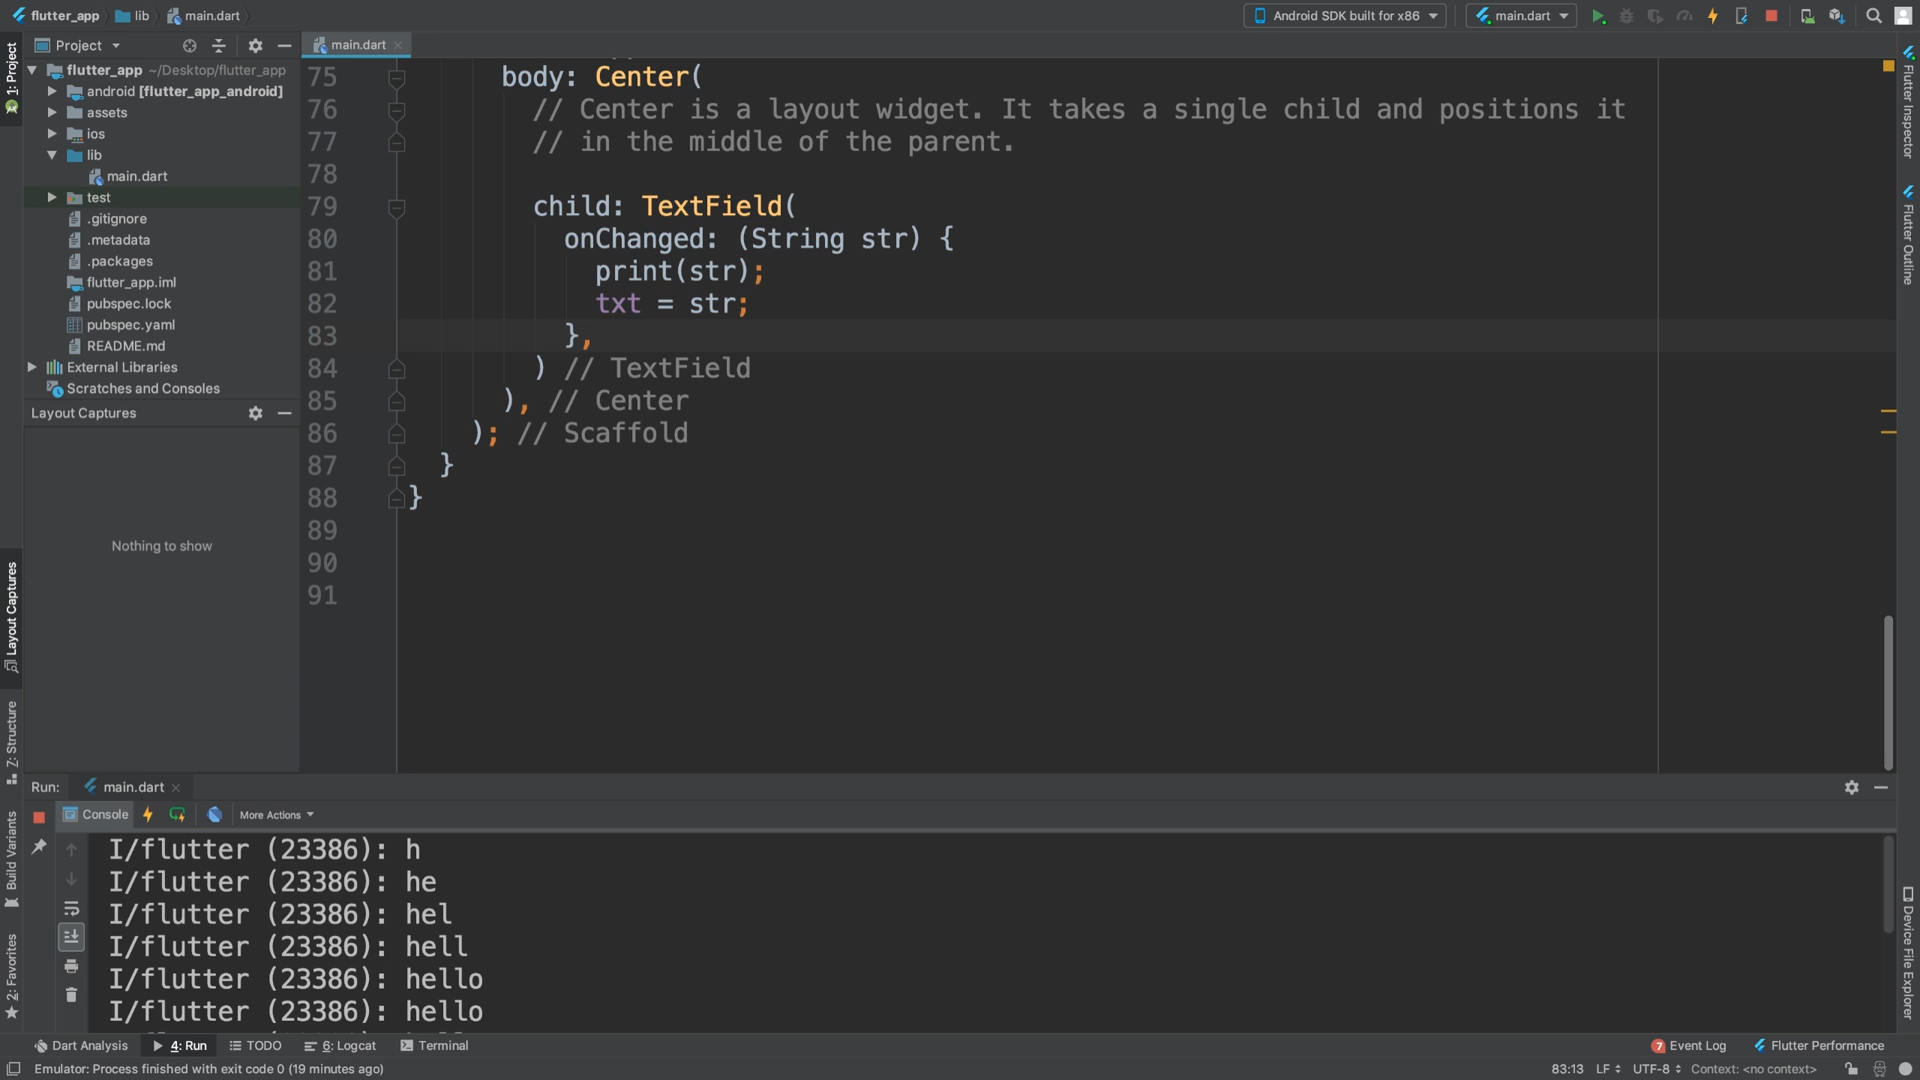 flutter_app lib main.dart Android SDK built for x86 main.dart
1: Project
Project
flutter_app ~/Desktop/flutter_app
android [flutter_app_android]
assets
ios
lib
main.dart
test
.gitignore
.metadata
.packages
flutter_app.iml
pubspec.lock
pubspec.yaml
README.md
External Libraries
Scratches and Consoles
Layout Captures
Nothing to show
Layout Captures
Z: Structure
Build Variants
2: Favorites
main.dart
75 body: Center(
76 // Center is a layout widget. It takes a single child and positions it
77 // in the middle of the parent.
78
79 child: TextField(
80 onChanged: (String str) {
81 print(str);
82 txt = str;
83 },
84 ) // TextField
85 ), // Center
86 ); // Scaffold
87 }
88 }
89
90
91
Flutter Inspector
Flutter Outline
Device File Explorer
Run: main.dart
Console More Actions
I/flutter (23386): h
I/flutter (23386): he
I/flutter (23386): hel
I/flutter (23386): hell
I/flutter (23386): hello
I/flutter (23386): hello
Dart Analysis 4: Run TODO 6: Logcat Terminal 7 Event Log Flutter Performance
Emulator: Process finished with exit code 0 (19 minutes ago) 83:13 LF UTF-8 Context: <no context>